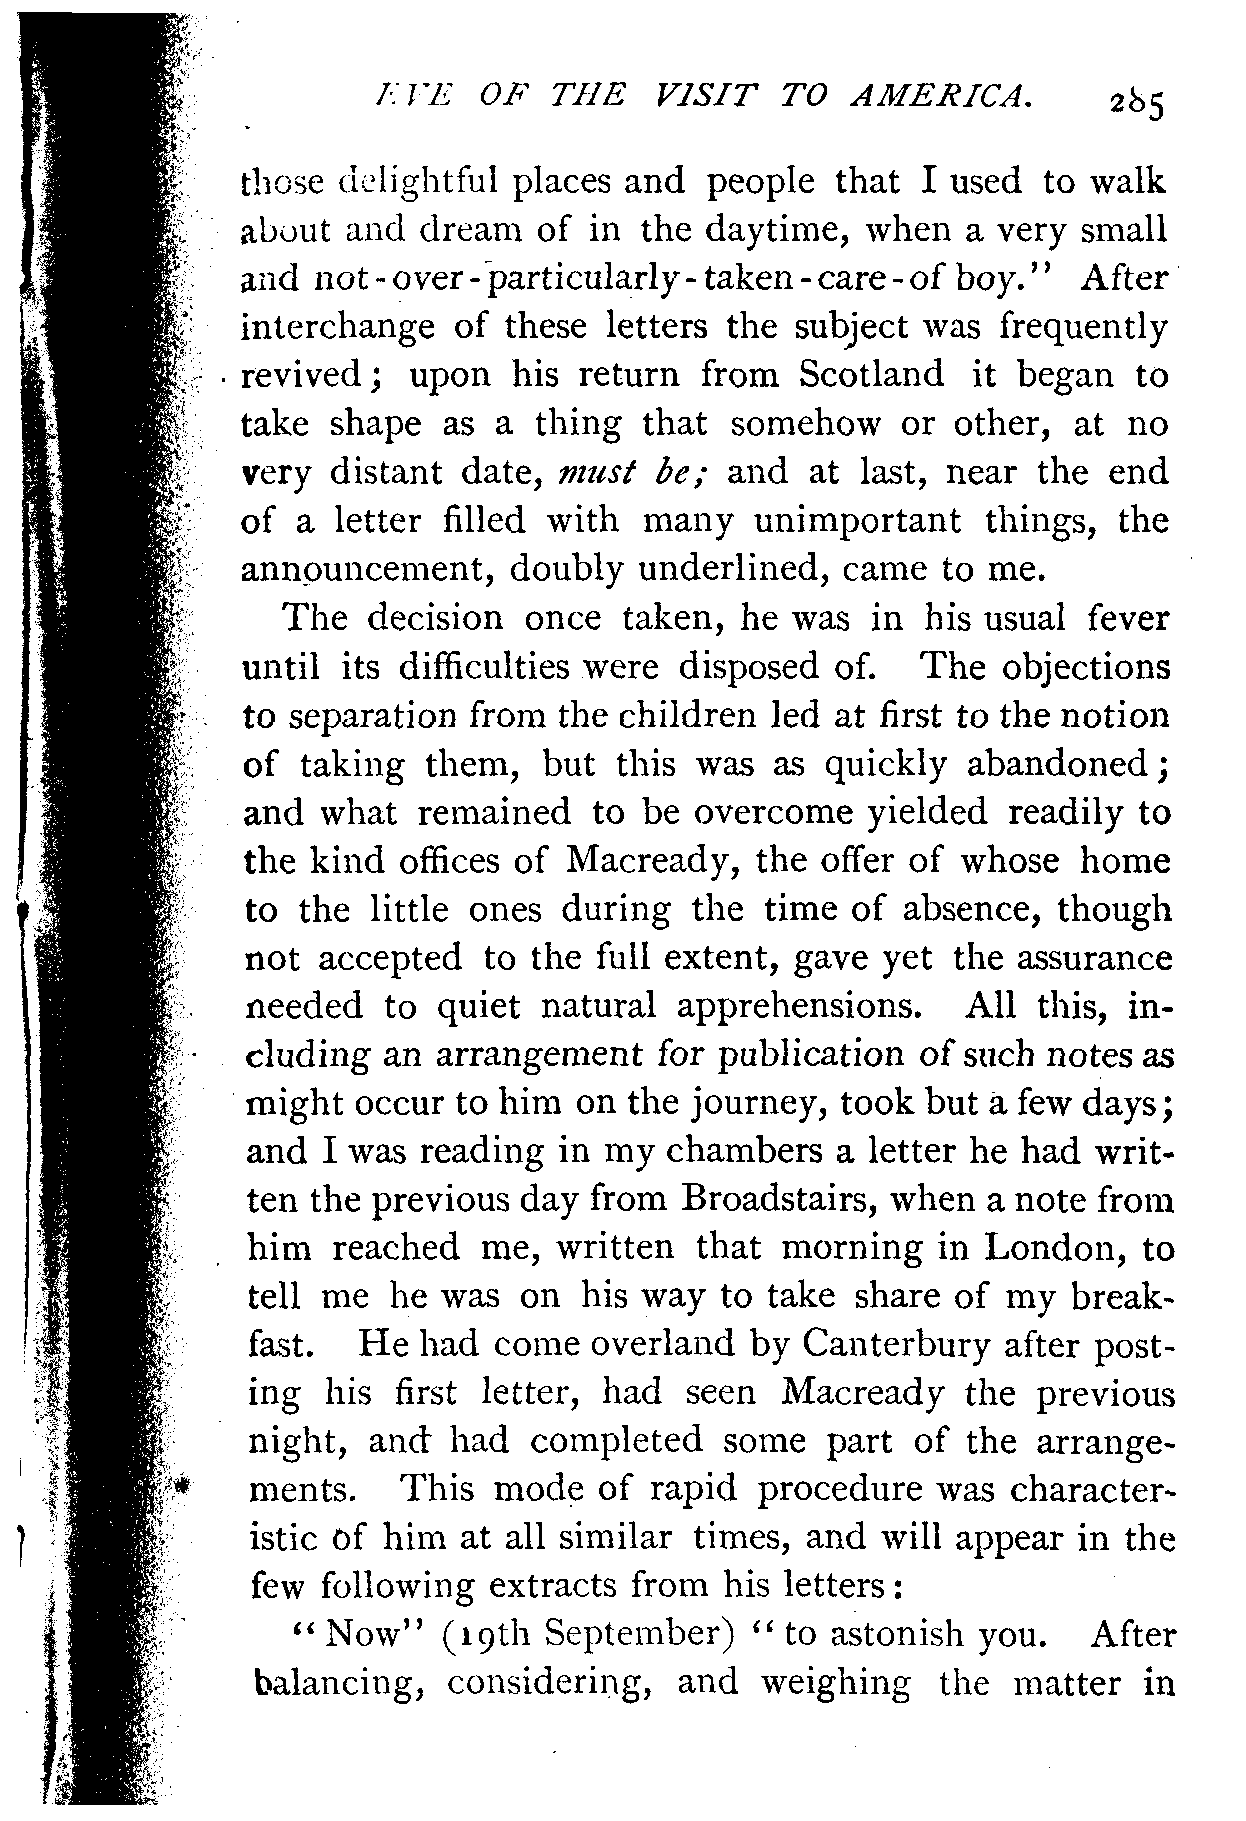 EVE OF THE VISIT TO AMERICA. 285
those delightful places and people that I used to walk
about and dream of in the daytime, when a very small
and not-over-particularly-taken-care-of boy.” After
interchange of these letters the subject was frequently
revived; upon his return from Scotland it began to
take shape as a thing that somehow or other, at no
very distant date, must be; and at last, near the end
of a letter filled with many unimportant things, the
announcement, doubly underlined, came to me.
The decision once taken, he was in his usual fever
until its difficulties were disposed of. The objections
to separation from the children led at first to the notion
of taking them, but this was as quickly abandoned;
and what remained to be overcome yielded readily to
the kind offices of Macready, the offer of whose home
to the little ones during the time of absence, though
not accepted to the full extent, gave yet the assurance
needed to quiet natural apprehensions. All this, in-
cluding an arrangement for publication of such notes as
might occur to him on the journey, took but a few days;
and I was reading in my chambers a letter he had writ-
ten the previous day from Broadstairs, when a note from
him reached me, written that morning in London, to
tell me he was on his way to take share of my break-
fast. He had come overland by Canterbury after post-
ing his first letter, had seen Macready the previous
night, and had completed some part of the arrange-
ments. This mode of rapid procedure was character-
istic of him at all similar times, and will appear in the
few following extracts from his letters:
“Now” (19th September) “to astonish you. After
balancing, considering, and weighing the matter in